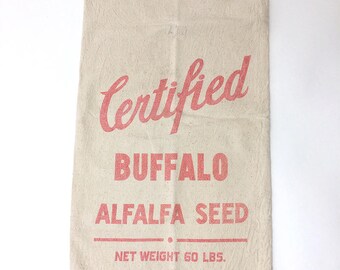 Certified
BUFFALO
ALFALFA SEED
NET WEIGHT 60 LBS.